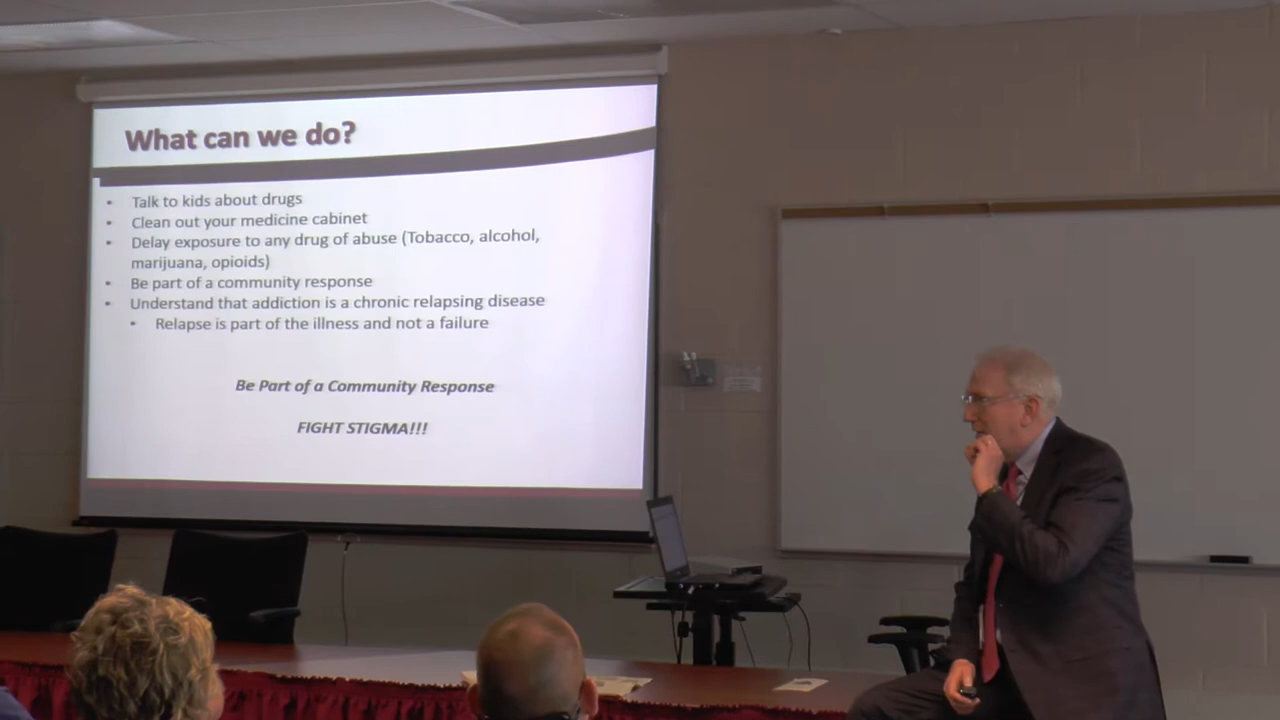 What can we do?
• Talk to kids about drugs
• Clean out your medicine cabinet
• Delay exposure to any drug of abuse (Tobacco, alcohol,
marijuana, opioids)
• Be part of a community response
• Understand that addiction is a chronic relapsing disease
• Relapse is part of the illness and not a failure
Be Part of a Community Response
FIGHT STIGMA!!!